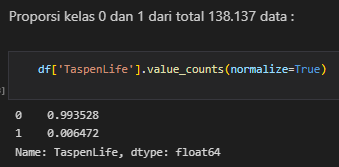 Proporsi kelas 0 dan 1 dari total 138.137 data :
df['TaspenLife'].value_counts(normalize=True)
]
0    0.993528
1    0.006472
Name: TaspenLife, dtype: float64